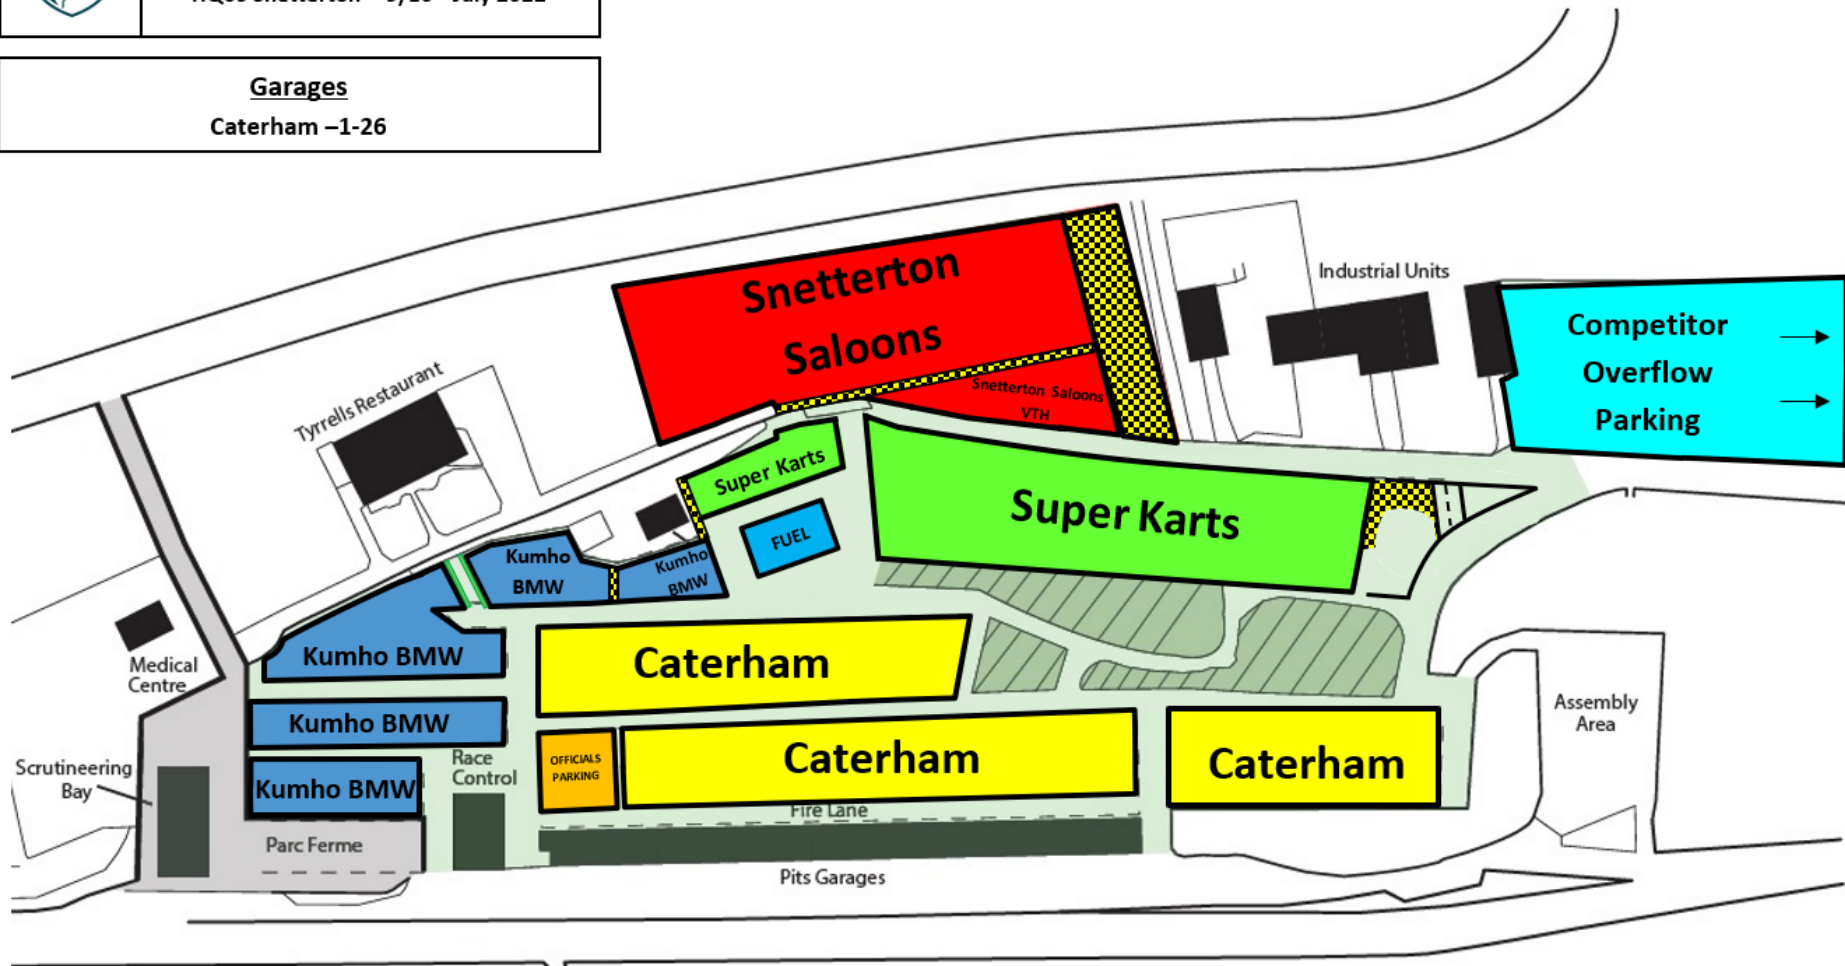 Garages
Caterham –1-26
Snetterton
Saloons
Snetterton Saloons
VTH
Industrial Units
Competitor
Overflow
Parking
Tyrrells Restaurant
Super Karts
Super Karts
FUEL
Kumho
BMW
Kumho
BMW
Kumho BMW
Kumho BMW
Kumho BMW
Caterham
Caterham
Caterham
OFFICIALS
PARKING
Medical
Centre
Scrutineering
Bay
Race
Control
Parc Ferme
Fire Lane
Pits Garages
Assembly
Area